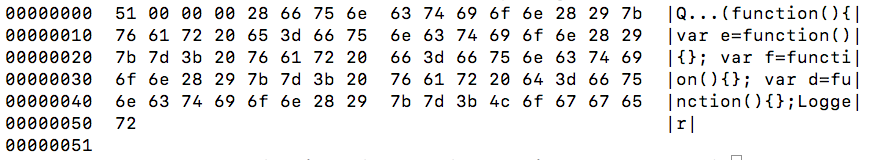 00000000  51 00 00 00 28 66 75 6e  63 74 69 6f 6e 28 29 7b  |Q...(function(){|
00000010  76 61 72 20 65 3d 66 75  6e 63 74 69 6f 6e 28 29  |var e=function()|
00000020  7b 7d 3b 20 76 61 72 20  66 3d 66 75 6e 63 74 69  |{}; var f=functi|
00000030  6f 6e 28 29 7b 7d 3b 20  76 61 72 20 64 3d 66 75  |on(){}; var d=fu|
00000040  6e 63 74 69 6f 6e 28 29  7b 7d 3b 4c 6f 67 67 65  |nction(){};Logge|
00000050  72  |r|
00000051